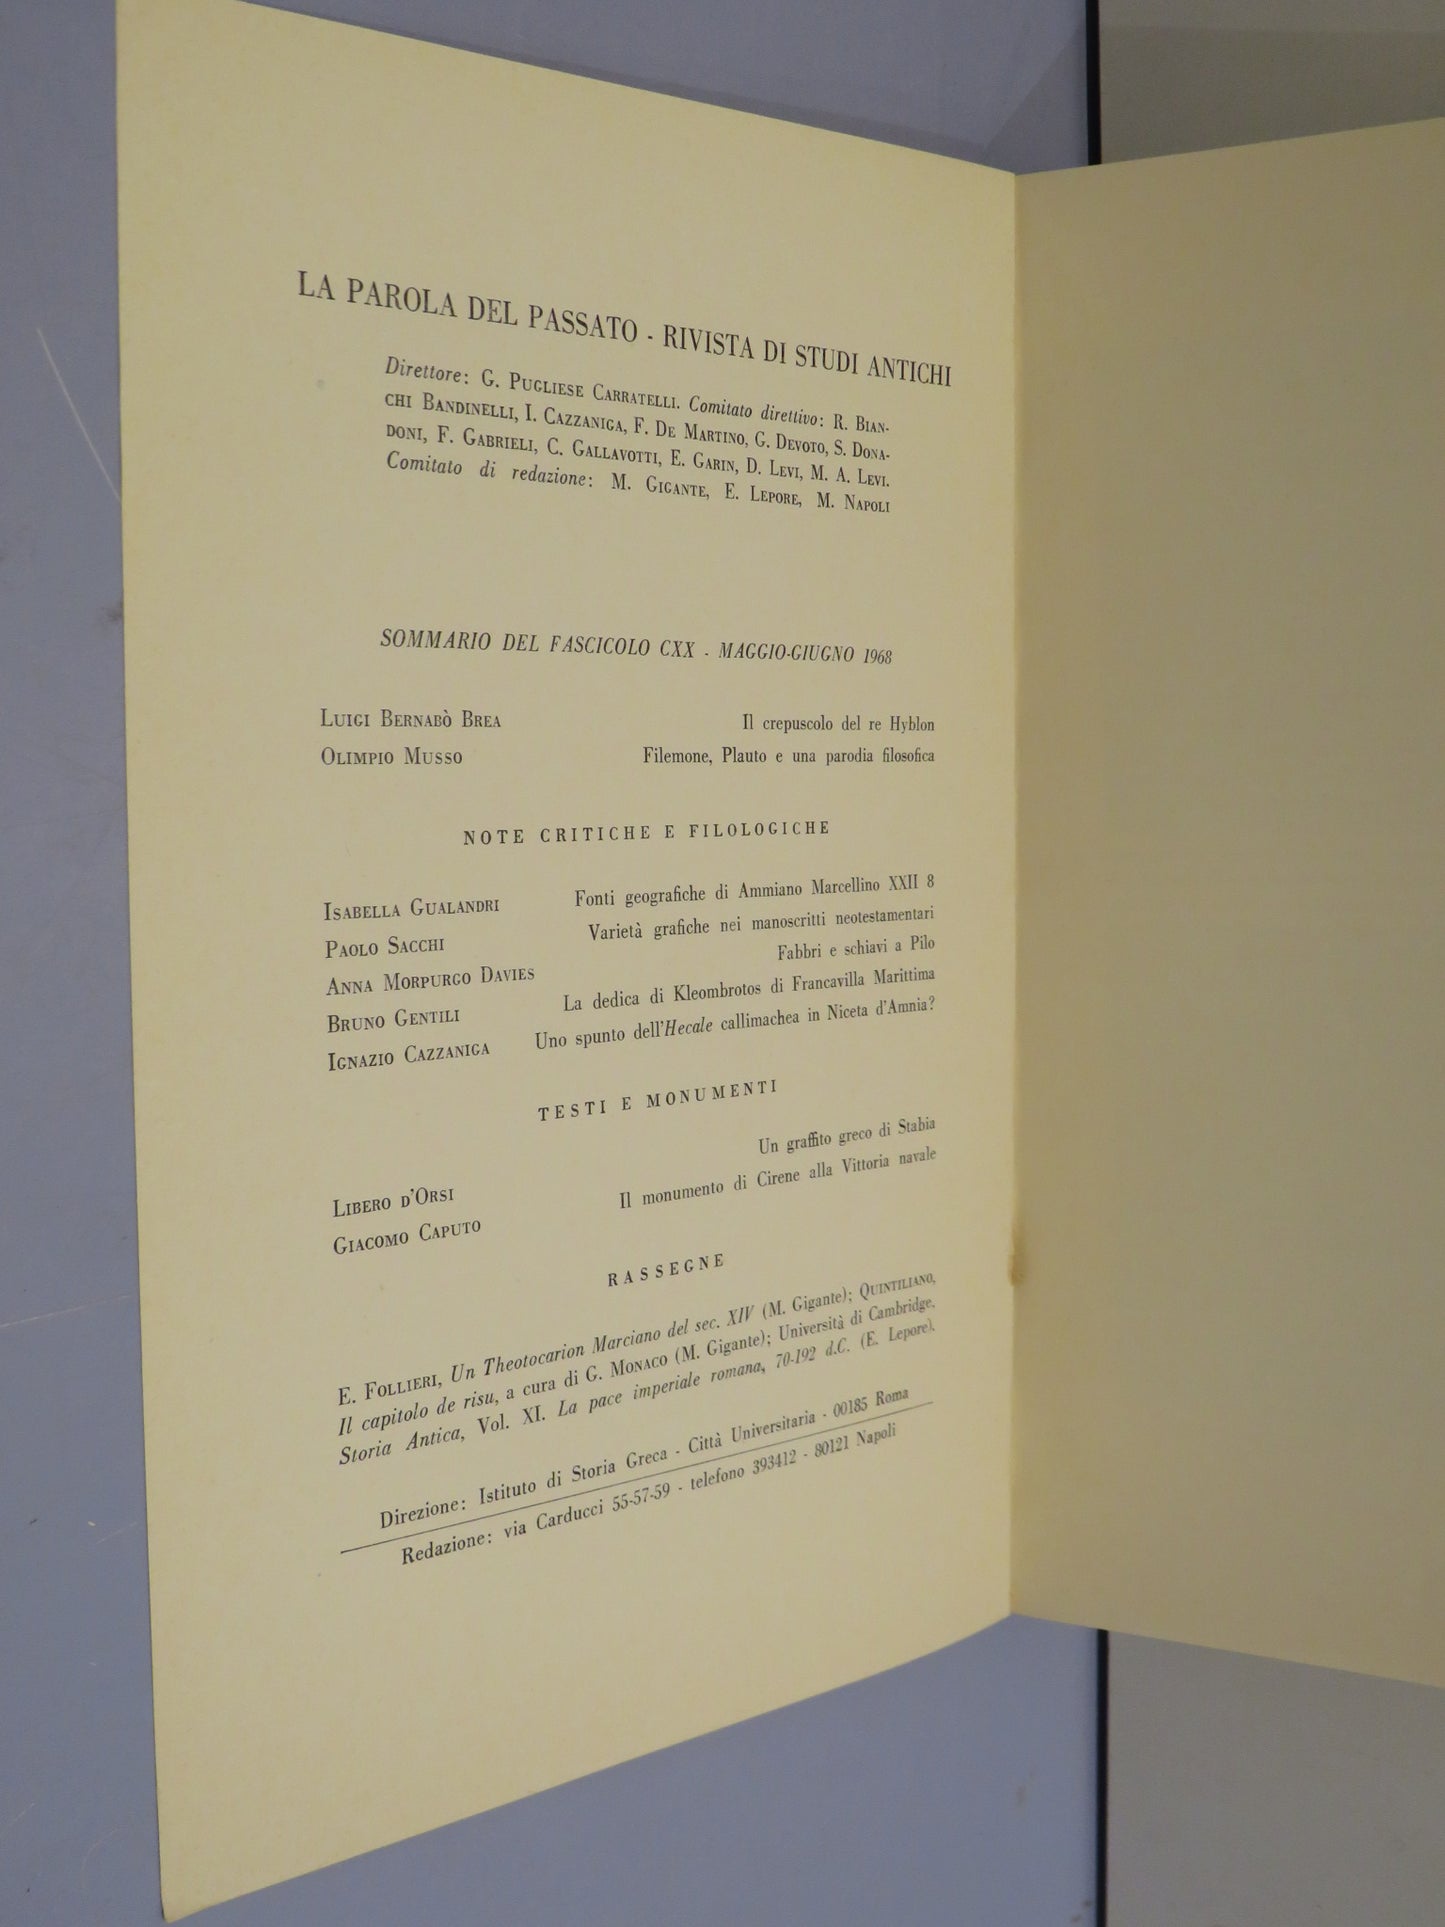 LA PAROLA DEL PASSATO - RIVISTA DI STUDI ANTICHI
Direttore: G. PUGLIESE CARRATELLI. Comitato direttivo: R. BIAN-
CHI BANDINELLI, I. CAZZANIGA, F. DE MARTINO, G. DEVOTO, S. DONA-
DONI, F. GABRIELI, C. GALLAVOTTI, E. GARIN, D. LEVI, M. A. LEVI.
Comitato di redazione: M. GIGANTE, E. LEPORE, M. NAPOLI
SOMMARIO DEL FASCICOLO CXX - MAGGIO-GIUGNO 1968
LUIGI BERNABÒ BREA Il crepuscolo del re Hyblon
OLIMPIO MUSSO Filemone, Plauto e una parodia filosofica
NOTE CRITICHE E FILOLOGICHE
ISABELLA GUALANDRI Fonti geografiche di Ammiano Marcellino XXII 8
PAOLO SACCHI Varietà grafiche nei manoscritti neotestamentari
ANNA MORPURGO DAVIES Fabbri e schiavi a Pilo
BRUNO GENTILI La dedica di Kleombrotos di Francavilla Marittima
IGNAZIO CAZZANIGA Uno spunto dell'Hecale callimachea in Niceta d'Amnia?
TESTI E MONUMENTI
LIBERO D'ORSI Un graffito greco di Stabia
GIACOMO CAPUTO Il monumento di Cirene alla Vittoria navale
RASSEGNE
E. FOLLIERI, Un Theotocarion Marciano del sec. XIV (M. Gigante); QUINTILIANO,
Il capitolo de risu, a cura di G. MONACO (M. Gigante); Università di Cambridge,
Storia Antica, Vol. XI. La pace imperiale romana, 70-192 d.C. (E. Lepore).
Direzione: Istituto di Storia Greca - Città Universitaria - 00185 Roma
Redazione: via Carducci 55-57-59 - telefono 393412 - 80121 Napoli